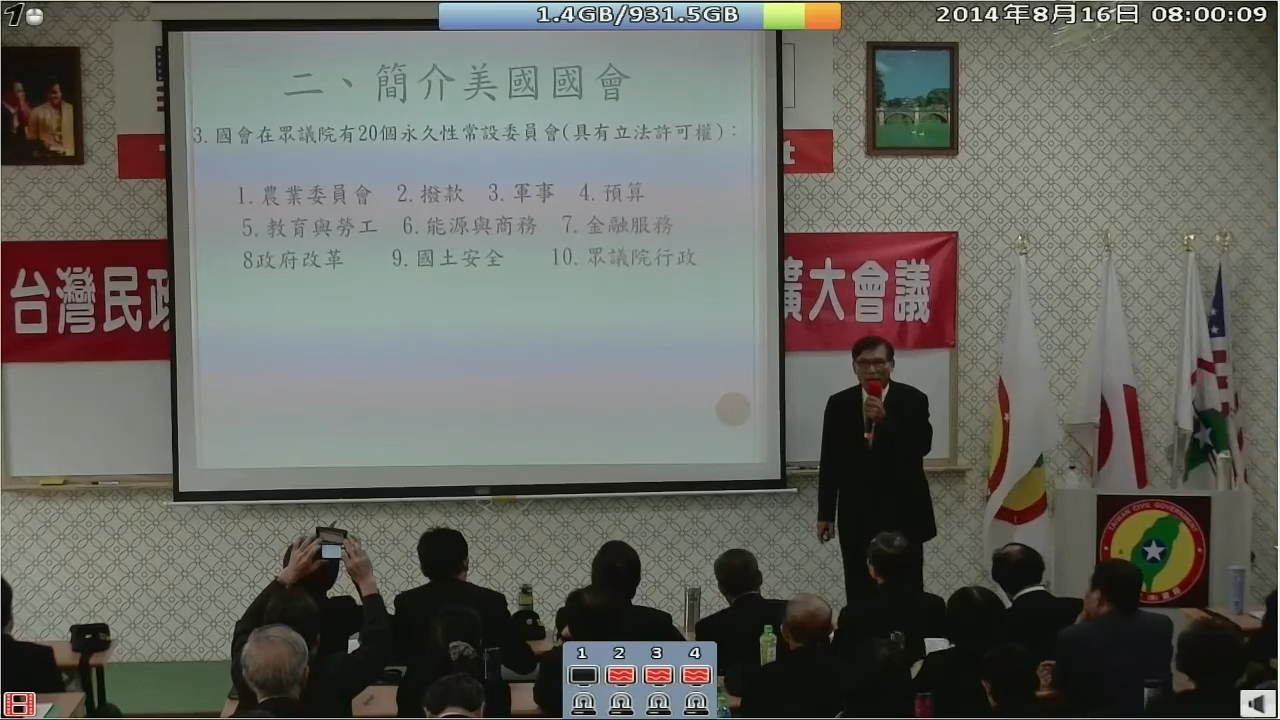 1
1.4GB/931.5GB
2014年8月16日 08:00:09
二、簡介美國國會
3.國會在眾議院有20個永久性常設委員會(具有立法許可權)：
1.農業委員會 2.撥款 3.軍事 4.預算
5.教育與勞工 6.能源與商務 7.金融服務
8政府改革 9.國土安全 10.眾議院行政
t
台灣民政
擴大會議
TAIWAN CIVIL GOVERNMENT
1 2 3 4